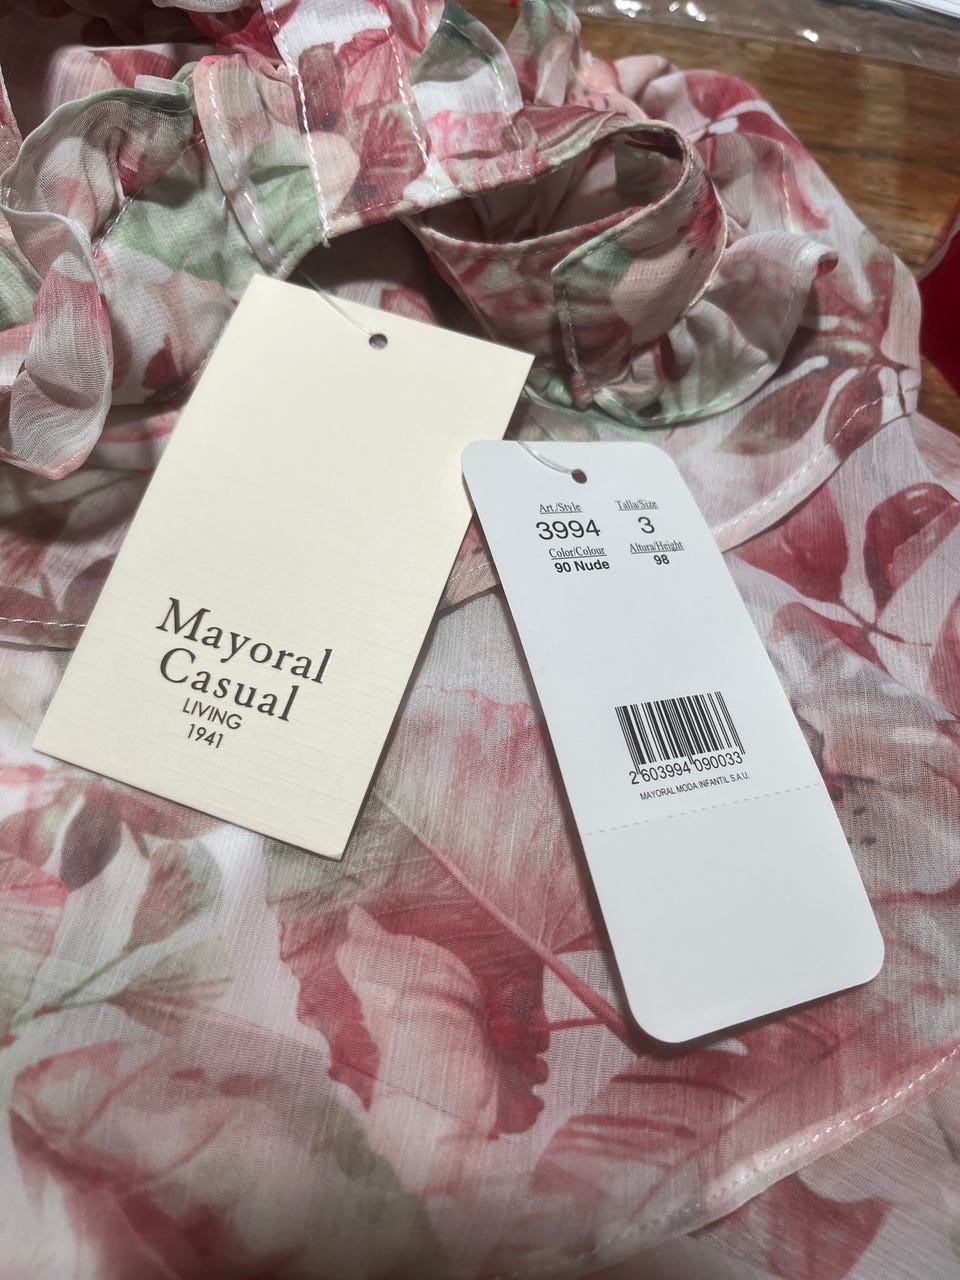 Mayoral
Casual
LIVING
1941
Art./Style Talla/Size
3994 3
Color/Colour Altura/Height
90 Nude 98
2 603994 090033
MAYORAL MODA INFANTIL S.A.U.